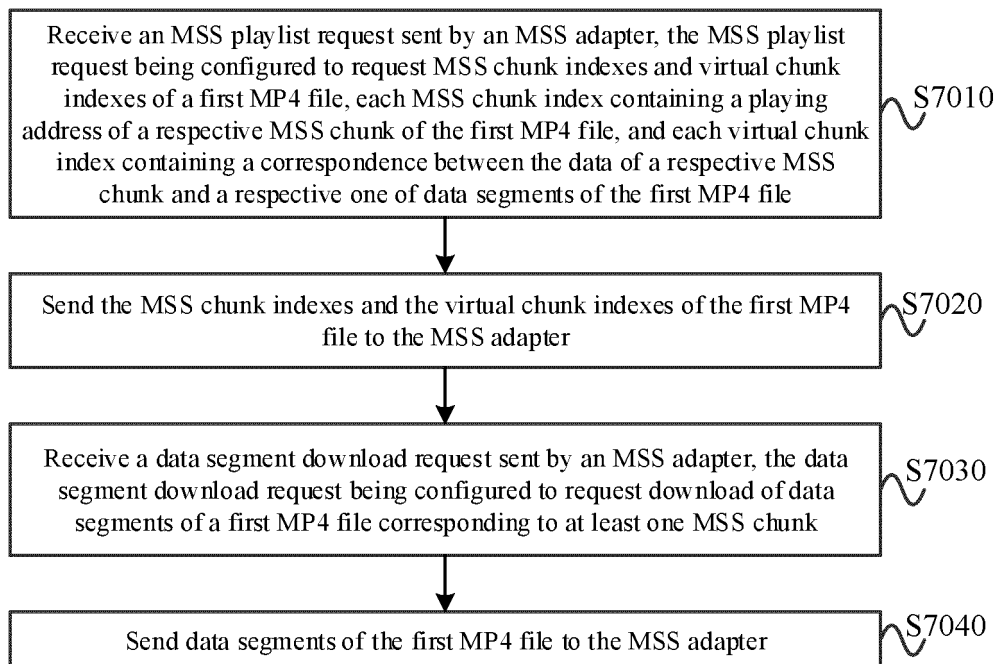 Receive an MSS playlist request sent by an MSS adapter, the MSS playlist
request being configured to request MSS chunk indexes and virtual chunk
indexes of a first MP4 file, each MSS chunk index containing a playing
address of a respective MSS chunk of the first MP4 file, and each virtual chunk
index containing a correspondence between the data of a respective MSS
chunk and a respective one of data segments of the first MP4 file
S7010
Send the MSS chunk indexes and the virtual chunk indexes of the first MP4
file to the MSS adapter
S7020
Receive a data segment download request sent by an MSS adapter, the data
segment download request being configured to request download of data
segments of a first MP4 file corresponding to at least one MSS chunk
S7030
Send data segments of the first MP4 file to the MSS adapter
S7040